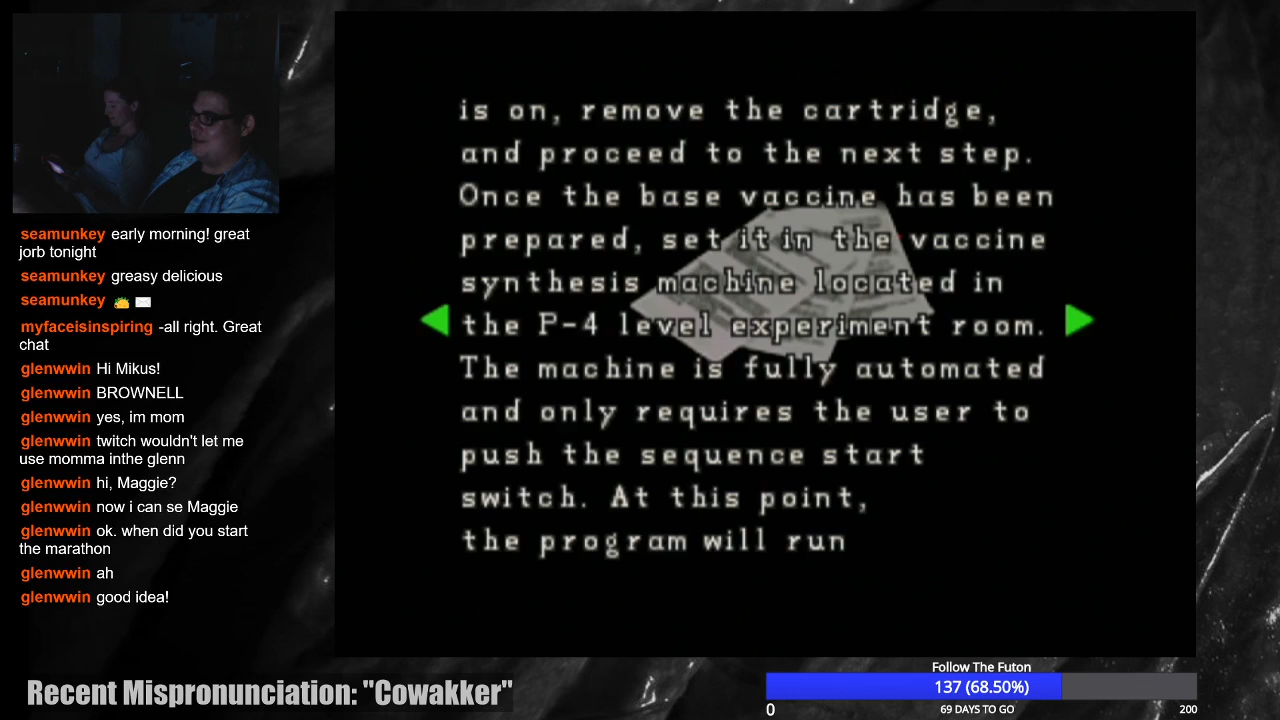 is on, remove the cartridge,
and proceed to the next step.
Once the base vaccine has been
prepared, set it in the vaccine
synthesis machine located in
the P-4 level experiment room.
The machine is fully automated
and only requires the user to
push the sequence start
switch. At this point,
the program will run
seamunkey early morning! great
jorb tonight
seamunkey greasy delicious
seamunkey 🌮 ✉️
myfaceisinspiring -all right. Great
chat
glenwwin Hi Mikus!
glenwwin BROWNELL
glenwwin yes, im mom
glenwwin twitch wouldn't let me
use momma inthe glenn
glenwwin hi, Maggie?
glenwwin now i can se Maggie
glenwwin ok. when did you start
the marathon
glenwwin ah
glenwwin good idea!
Recent Mispronunciation: "Cowakker"
Follow The Futon
137 (68.50%)
0
69 DAYS TO GO
200